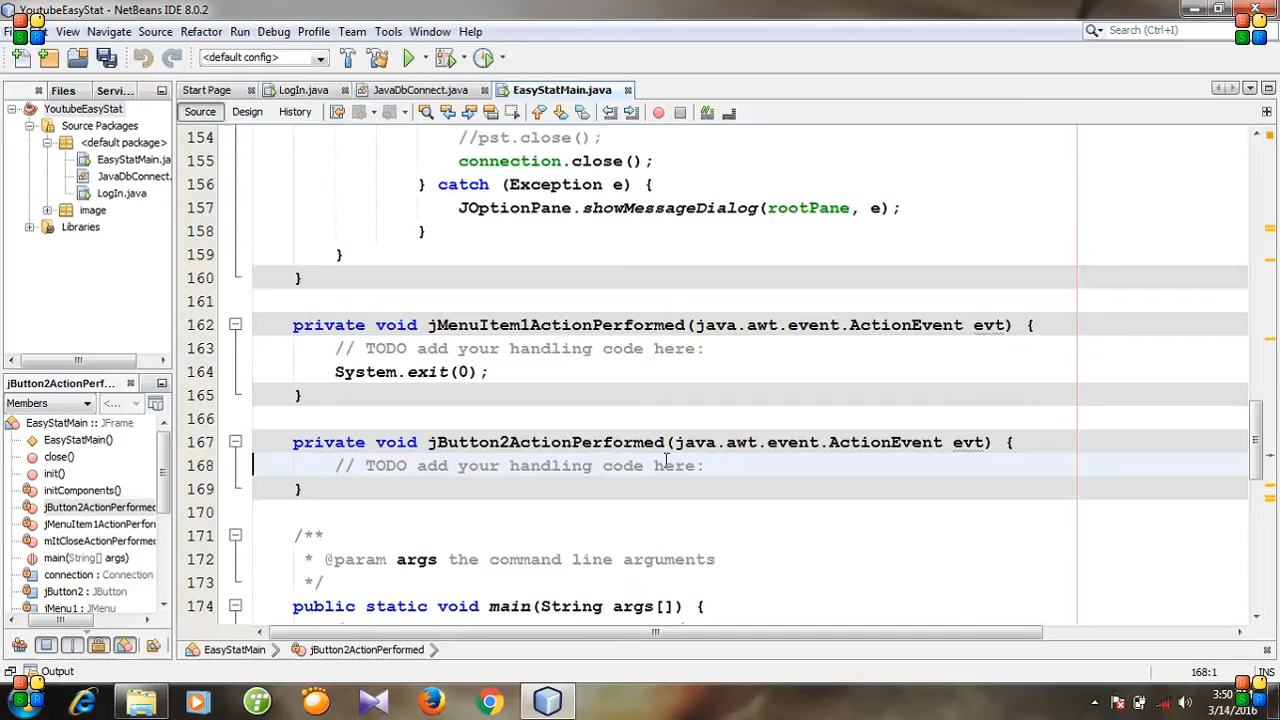 YoutubeEasyStat - NetBeans IDE 8.0.2
View Navigate Source Refactor Run Debug Profile Team Tools Window Help
Search (Ctrl+I)
<default config>
Files Servi...
Start Page LogIn.java JavaDbConnect.java EasyStatMain.java
Source Design History
YoutubeEasyStat
Source Packages
<default package>
EasyStatMain.ja
JavaDbConnect.
LogIn.java
image
Libraries
154 //pst.close();
155 connection.close();
156 } catch (Exception e) {
157 JOptionPane.showMessageDialog(rootPane, e);
158 }
159 }
160 }
161
162 private void jMenuItem1ActionPerformed(java.awt.event.ActionEvent evt) {
163 // TODO add your handling code here:
164 System.exit(0);
165 }
166
167 private void jButton2ActionPerformed(java.awt.event.ActionEvent evt) {
168 // TODO add your handling code here:
169 }
170
171 /**
172 * @param args the command line arguments
173 */
174 public static void main(String args[]) {
jButton2ActionPerf...
Members <...
EasyStatMain :: JFrame
EasyStatMain()
close()
init()
initComponents()
jButton2ActionPerformed
jMenuItem1ActionPerfor
mItCloseActionPerformed
main(String[] args)
connection : Connection
jButton2 : JButton
jMenu1 : JMenu
EasyStatMain jButton2ActionPerformed
Output
168:1 INS
3:50
3/14/2016